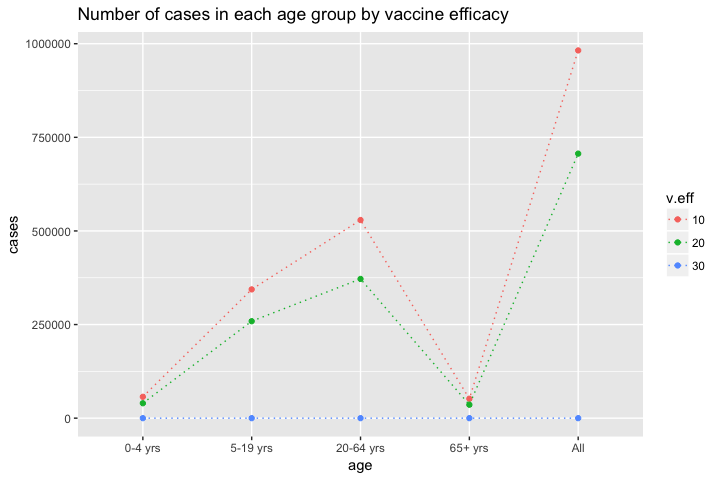 Number of cases in each age group by vaccine efficacy
1000000
750000
500000
250000
0
cases
0-4 yrs
5-19 yrs
20-64 yrs
65+ yrs
All
age
v.eff
10
20
30